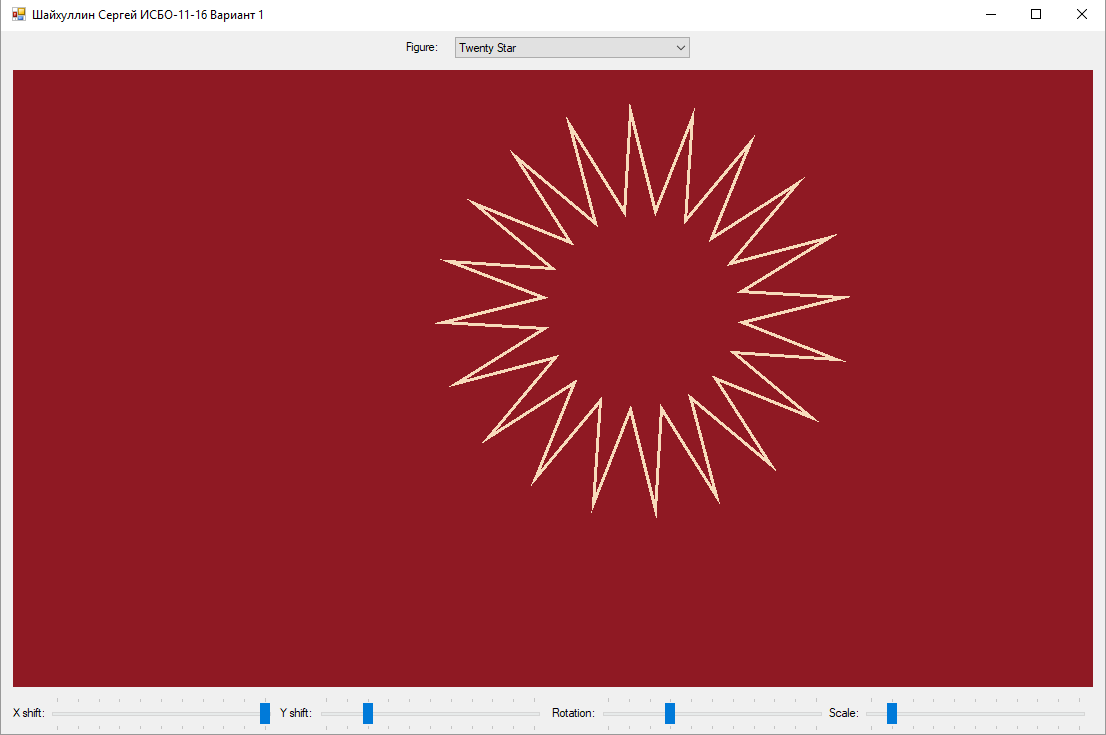 Шайхуллин Сергей ИСБО-11-16 Вариант 1
Figure: Twenty Star
X shift: Y shift: Rotation: Scale: